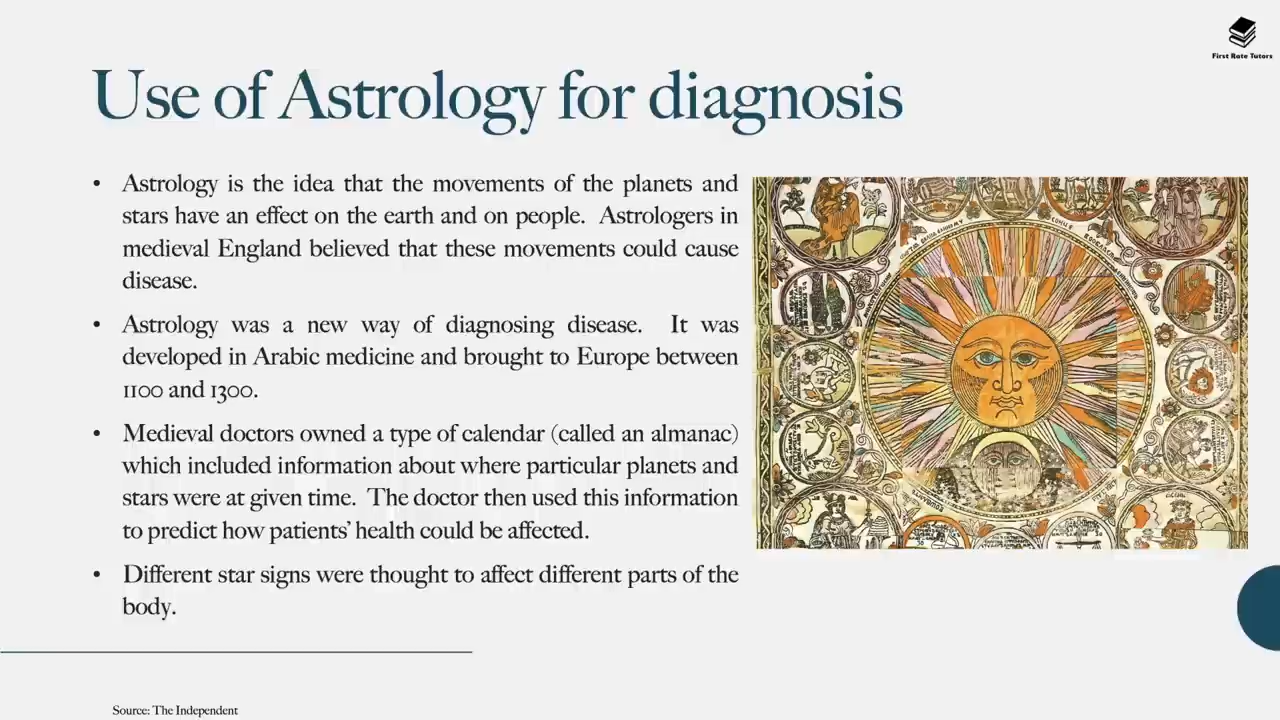 First Rate Tutors
Use of Astrology for diagnosis
• Astrology is the idea that the movements of the planets and
stars have an effect on the earth and on people. Astrologers in
medieval England believed that these movements could cause
disease.
• Astrology was a new way of diagnosing disease. It was
developed in Arabic medicine and brought to Europe between
1100 and 1300.
• Medieval doctors owned a type of calendar (called an almanac)
which included information about where particular planets and
stars were at given time. The doctor then used this information
to predict how patients’ health could be affected.
• Different star signs were thought to affect different parts of the
body.
Source: The Independent